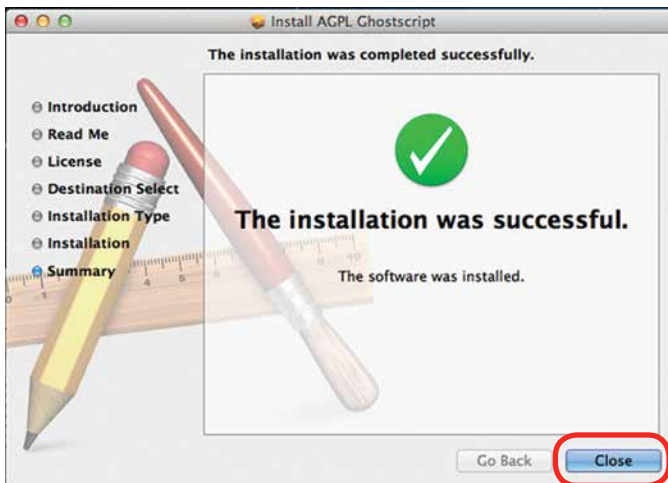 Install AGPL Ghostscript
The installation was completed successfully.
Introduction
Read Me
License
Destination Select
Installation Type
Installation
Summary
The installation was successful.
The software was installed.
Go Back
Close